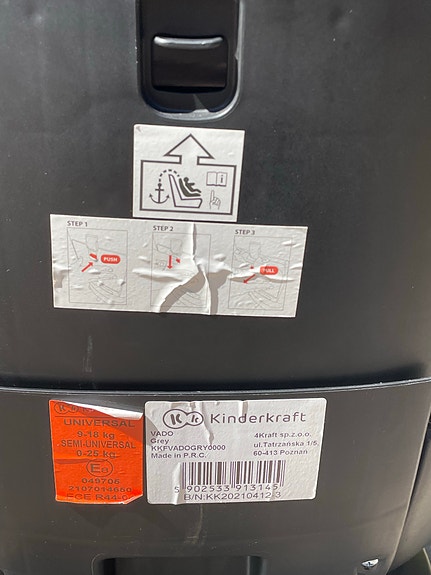 STEP 1
STEP 2
STEP 3
PUSH
PULL
UNIVERSAL
9-18 kg
SEMI-UNIVERSAL
0-25 kg
ECE R44-0
Kinderkraft
VADO
Grey
KKFVADOGRY0000
Made in P.R.C.
4Kraft sp.z.o.o.
ul.Tatrzańska 1/5,
60-413 Poznań
5 902533 913145
B/N:KK20210412-3